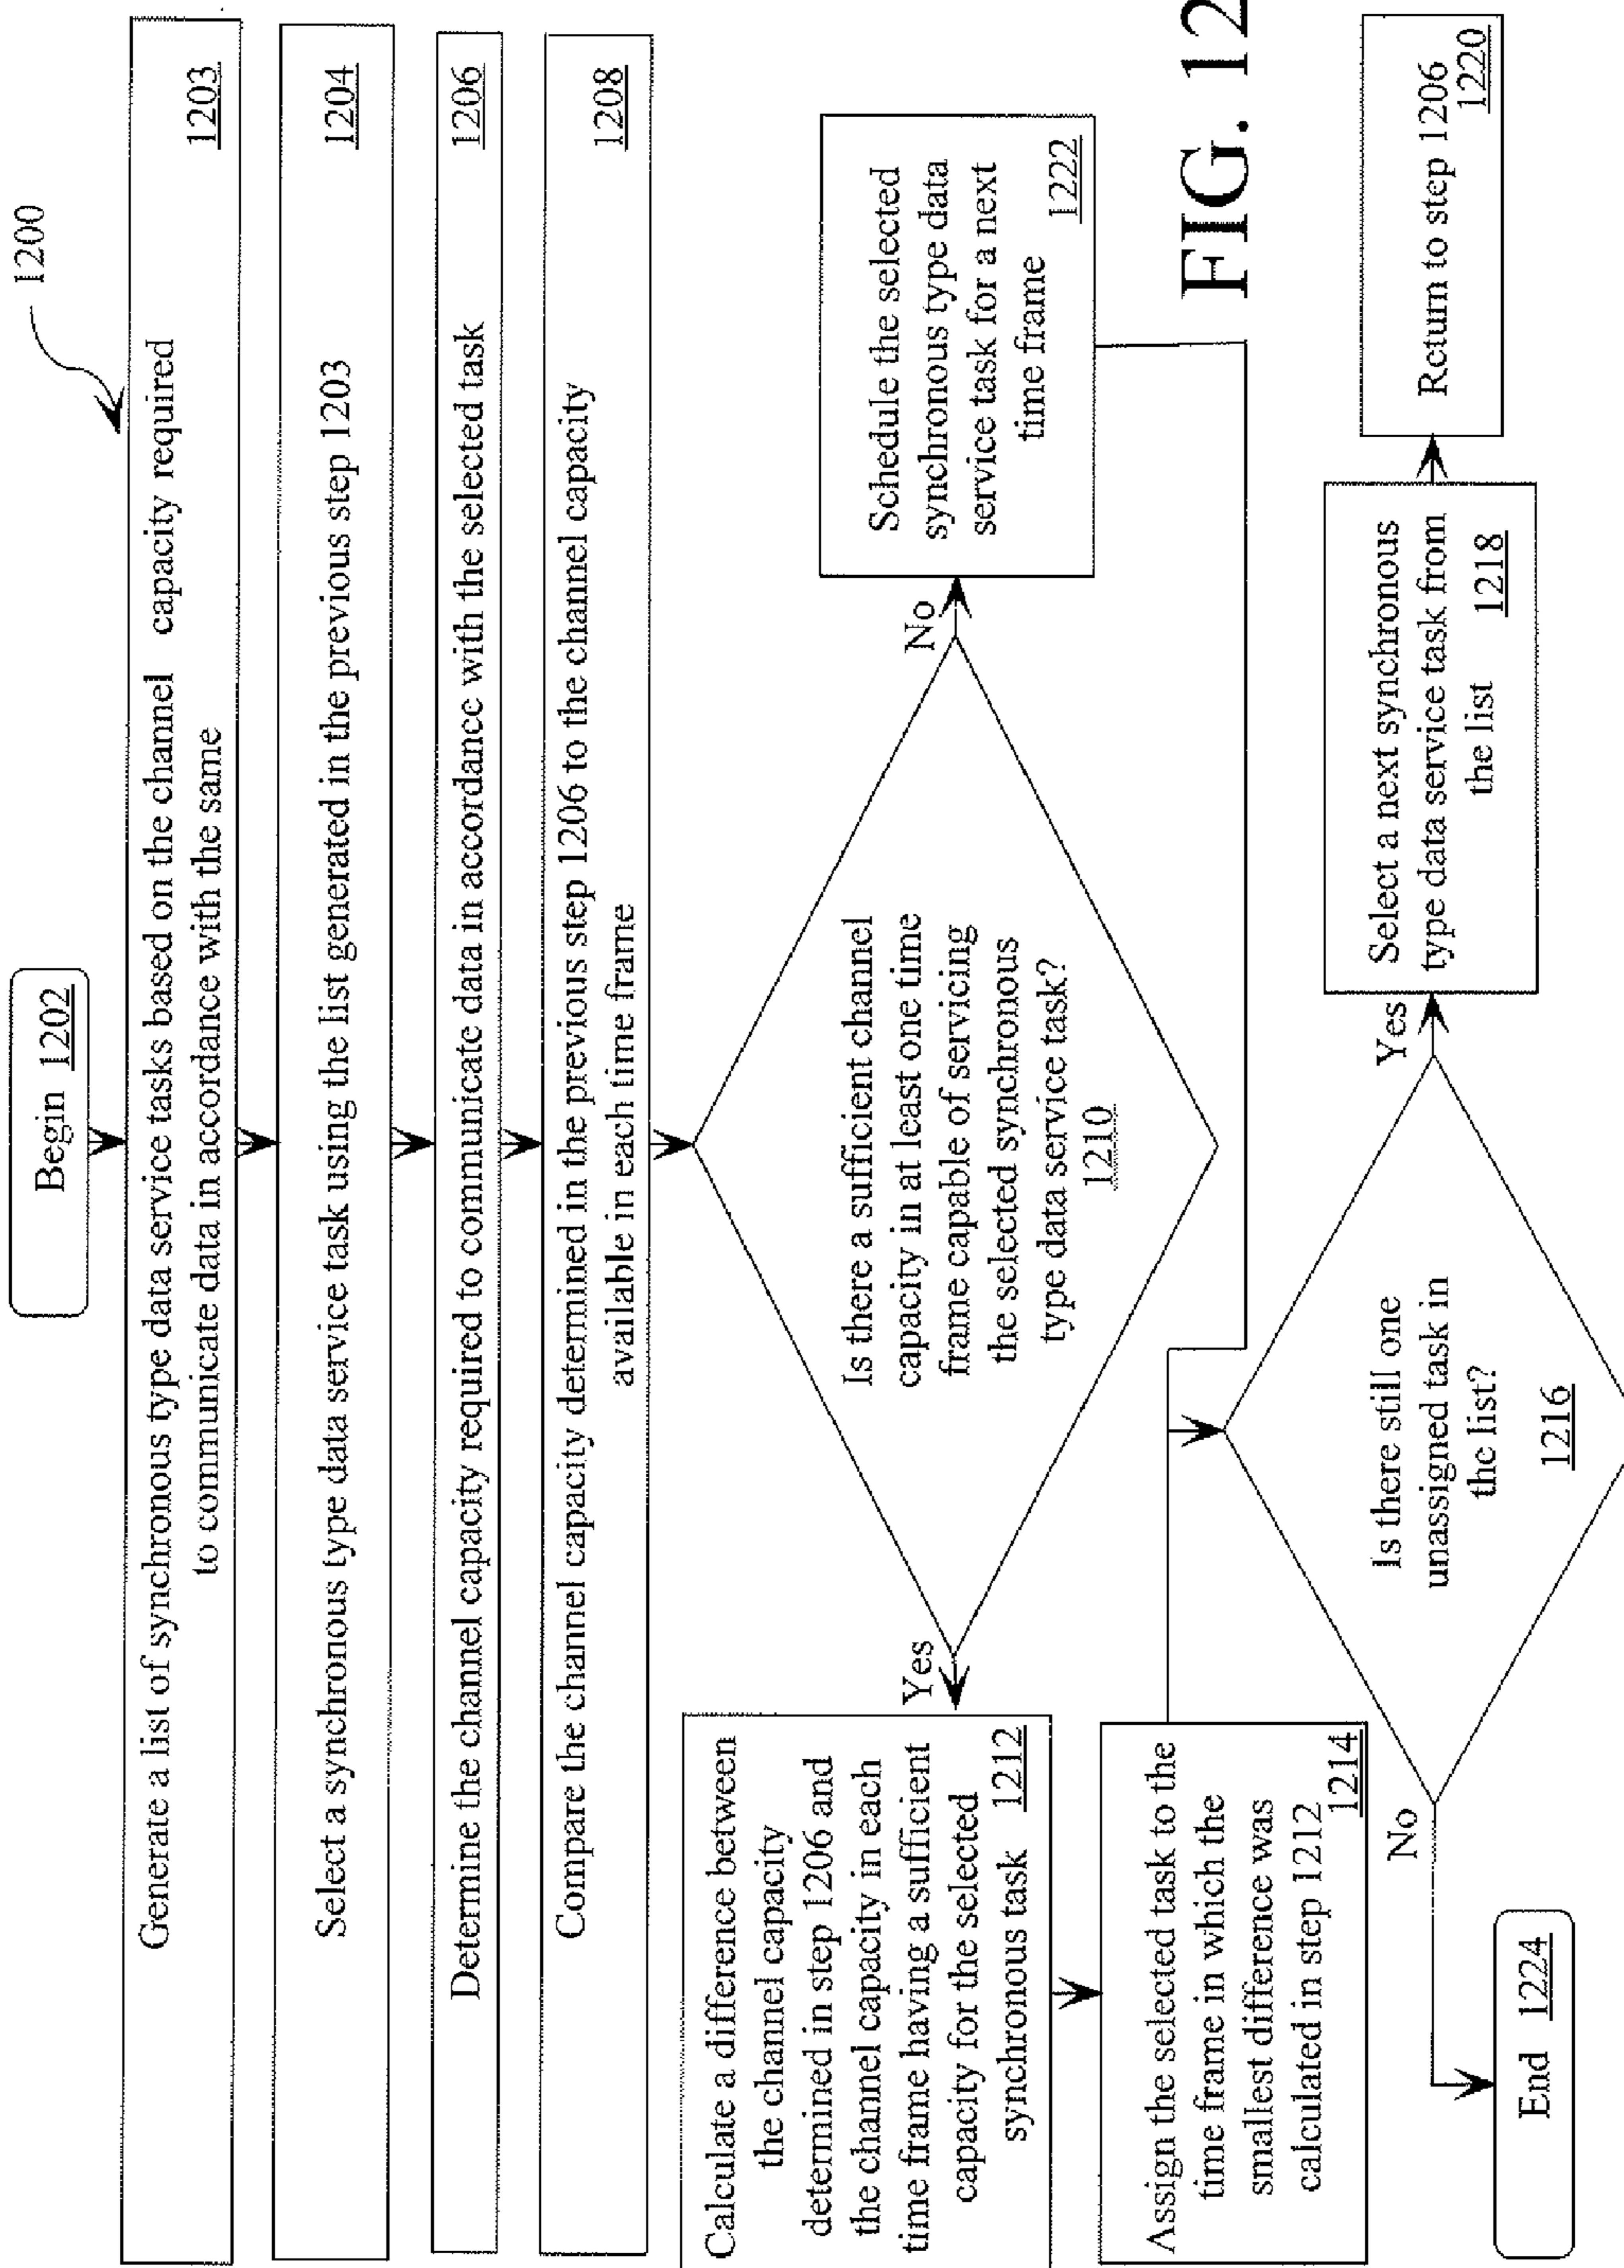 1200
Begin 1202
Generate a list of synchronous type data service tasks based on the channel capacity required
to communicate data in accordance with the same
1203
Select a synchronous type data service task using the list generated in the previous step 1203
1204
Determine the channel capacity required to communicate data in accordance with the selected task
1206
Compare the channel capacity determined in the previous step 1206 to the channel capacity
available in each time frame
1208
Is there a sufficient channel
capacity in at least one time
frame capable of servicing
the selected synchronous
type data service task?
1210
No
Schedule the selected
synchronous type data
service task for a next
time frame
1222
Yes
Calculate a difference between
the channel capacity
determined in step 1206 and
the channel capacity in each
time frame having a sufficient
capacity for the selected
synchronous task 1212
Assign the selected task to the
time frame in which the
smallest difference was
calculated in step 1212
1214
Is there still one
unassigned task in
the list?
1216
Yes
Select a next synchronous
type data service task from
the list 1218
Return to step 1206
1220
No
End 1224
FIG. 12